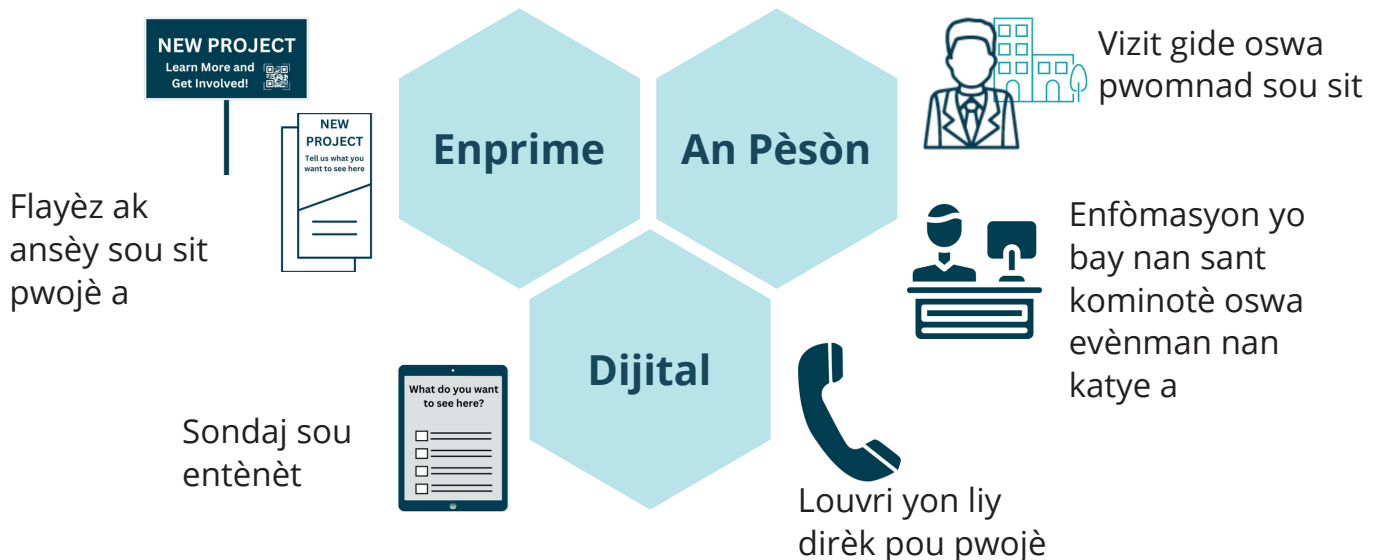 NEW PROJECT
Learn More and
Get Involved!
NEW
PROJECT
Tell us what you
want to see here
Flayèz ak
ansèy sou sit
pwojè a
Enprime
An Pèsòn
Dijital
Vizit gide oswa
pwomnad sou sit
Enfòmasyon yo
bay nan sant
kominotè oswa
evènman nan
katye a
What do you want
to see here?
Sondaj sou
entènèt
Louvri yon liy
dirèk pou pwojè